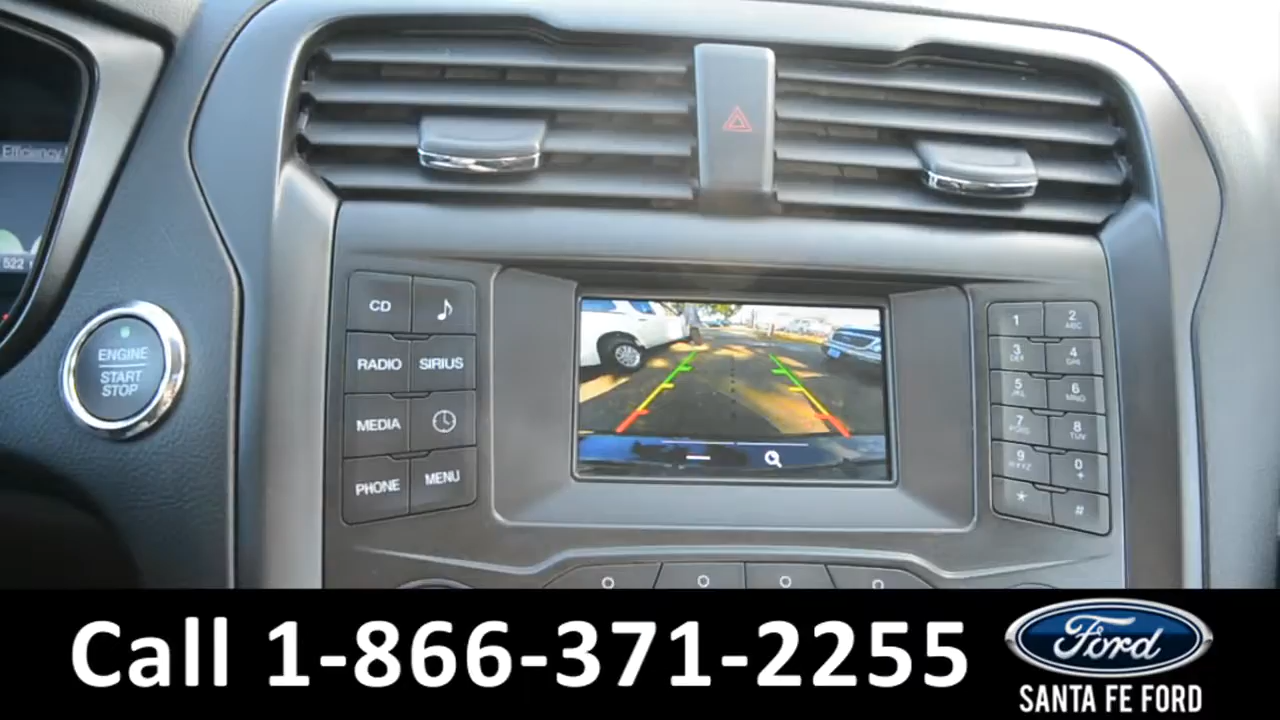 Efficiency
522
ENGINE
START
STOP
CD
RADIO SIRIUS
MEDIA
PHONE MENU
1 2
ABC
3 4
DEF GHI
5 6
JKL MNO
7 8
PQRS TUV
9 0
WXYZ +
* #
Call 1-866-371-2255
Ford
SANTA FE FORD